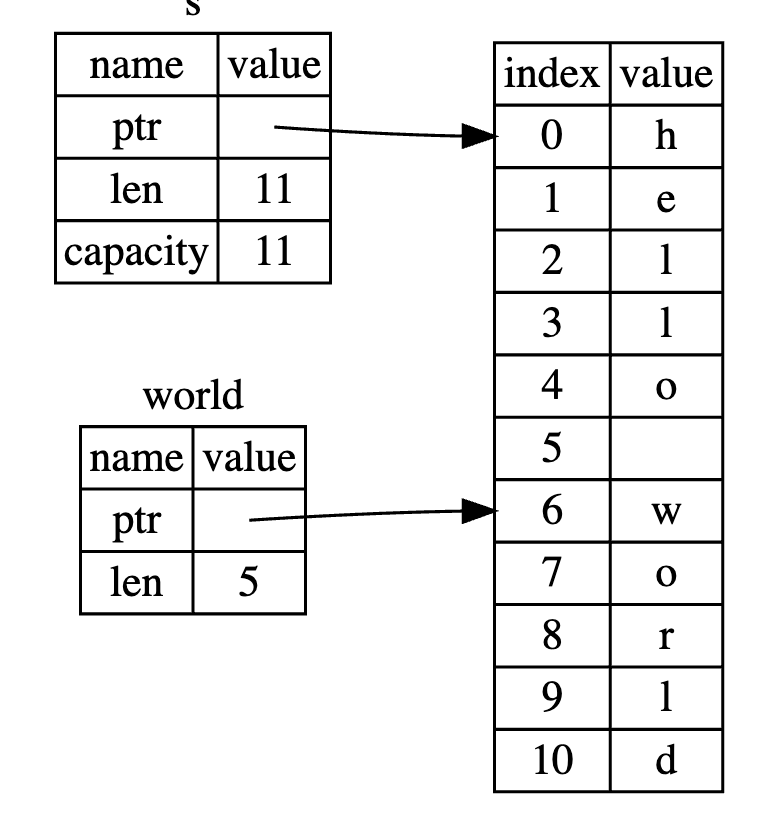 s
name value
ptr
len 11
capacity 11
world
name value
ptr
len 5
index value
0 h
1 e
2 l
3 l
4 o
5
6 w
7 o
8 r
9 l
10 d